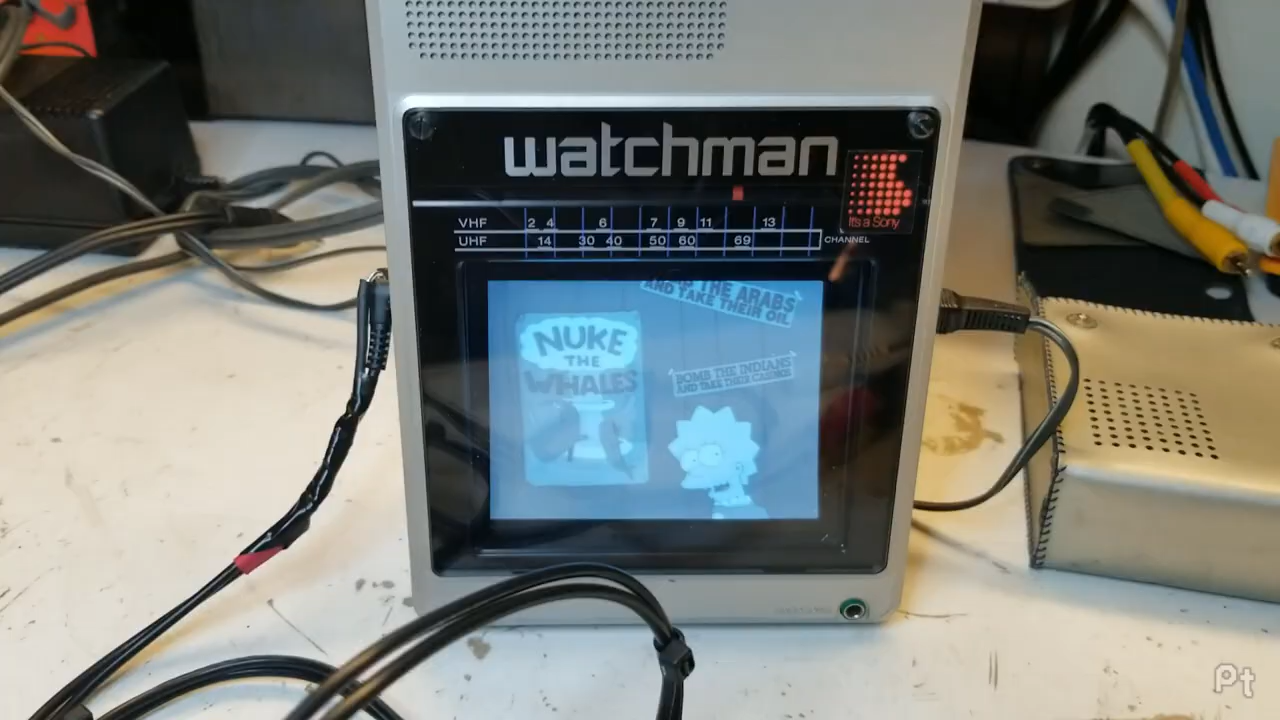 watchman
It's a Sony
VHF 2 4 6 7 9 11 13
UHF 14 30 40 50 60 69 CHANNEL
THE ARABS
AND TAKE THEIR OIL
NUKE
THE
WHALES
BOMB THE INDIANS
AND TAKE THEIR CASINOS
Pt